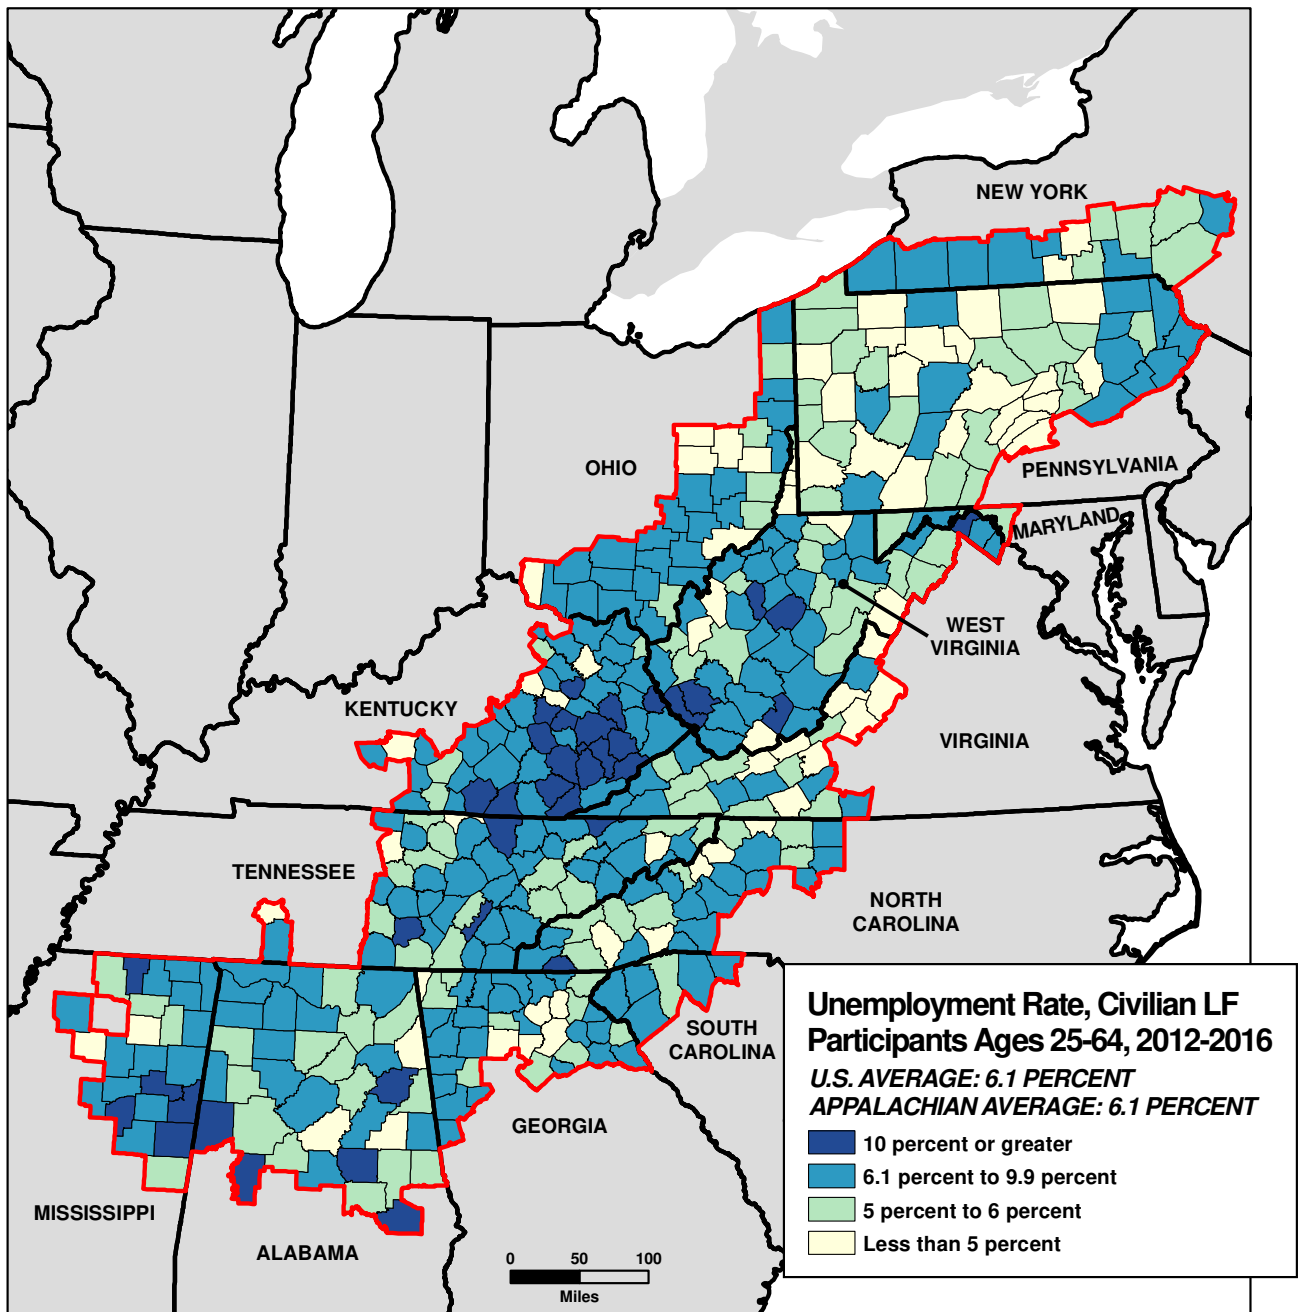 NEW YORK
OHIO
PENNSYLVANIA
MARYLAND
WEST
VIRGINIA
KENTUCKY
VIRGINIA
TENNESSEE
NORTH
CAROLINA
SOUTH
CAROLINA
GEORGIA
MISSISSIPPI
ALABAMA
0 50 100
Miles
Unemployment Rate, Civilian LF
Participants Ages 25-64, 2012-2016
U.S. AVERAGE: 6.1 PERCENT
APPALACHIAN AVERAGE: 6.1 PERCENT
10 percent or greater
6.1 percent to 9.9 percent
5 percent to 6 percent
Less than 5 percent